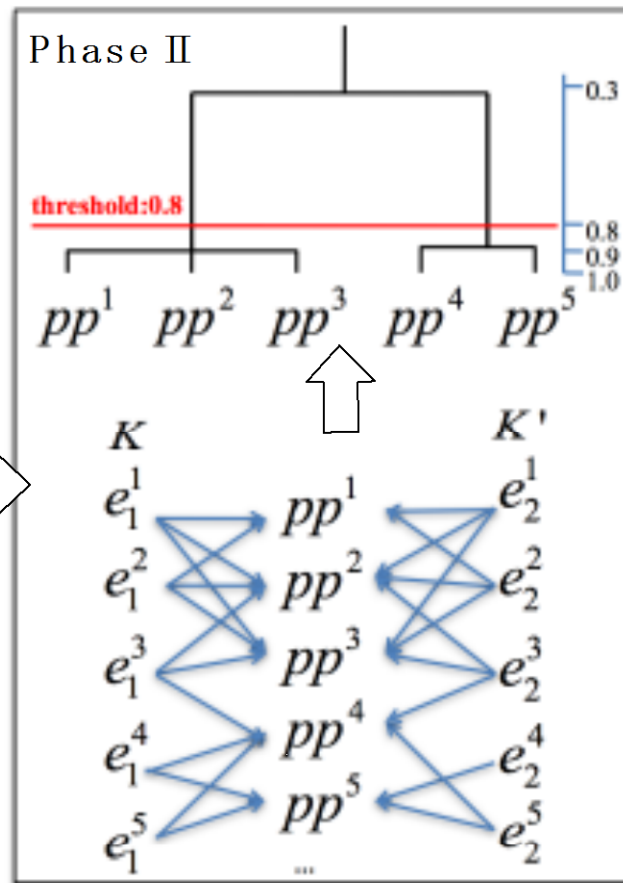 Phase Ⅱ
0.3
threshold:0.8
0.8
0.9
1.0
pp¹ pp² pp³ pp⁴ pp⁵
K K'
e₁¹ pp¹ e₂¹
e₁² pp² e₂²
e₁³ pp³ e₂³
e₁⁴ pp⁴ e₂⁴
e₁⁵ pp⁵ e₂⁵
...